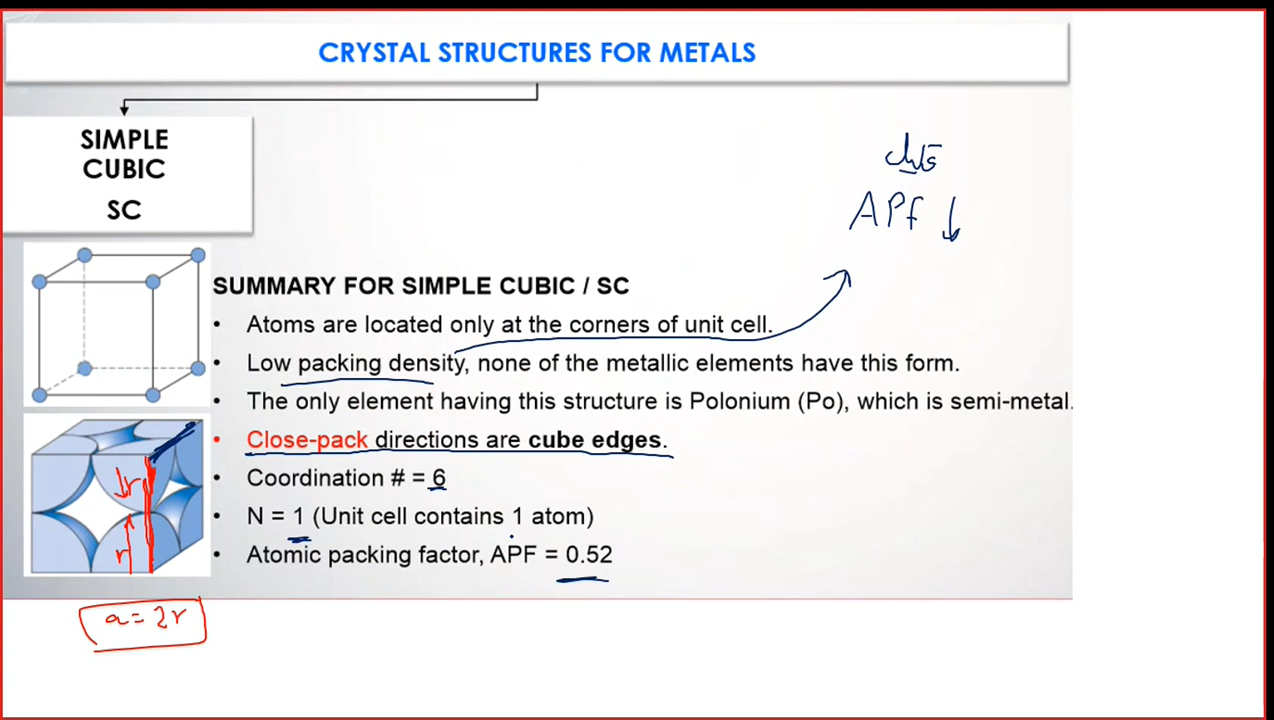 CRYSTAL STRUCTURES FOR METALS
SIMPLE
CUBIC
SC
APf ↓
SUMMARY FOR SIMPLE CUBIC / SC
• Atoms are located only at the corners of unit cell.
• Low packing density, none of the metallic elements have this form.
• The only element having this structure is Polonium (Po), which is semi-metal.
• Close-pack directions are cube edges.
• Coordination # = 6
• N = 1 (Unit cell contains 1 atom)
• Atomic packing factor, APF = 0.52
r
r
a = 2r